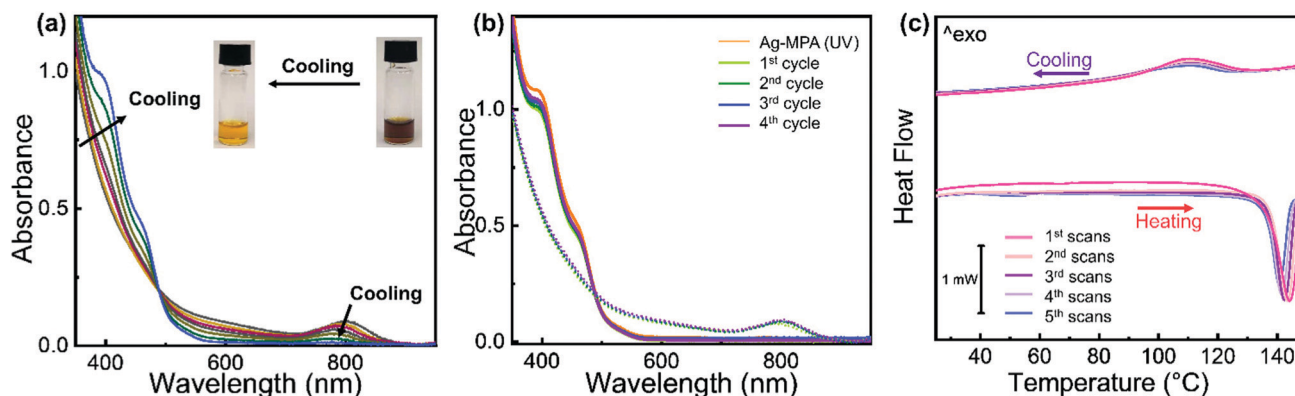 (a)
Cooling
Cooling
Cooling
1.0
0.5
0.0
Absorbance
400
600
800
Wavelength (nm)
(b)
Ag-MPA (UV)
1st cycle
2nd cycle
3rd cycle
4th cycle
1.0
0.5
0.0
Absorbance
400
600
800
Wavelength (nm)
(c)
^exo
Cooling
Heating
1st scans
2nd scans
3rd scans
4th scans
5th scans
1 mW
Heat Flow
40
60
80
100
120
140
Temperature (°C)